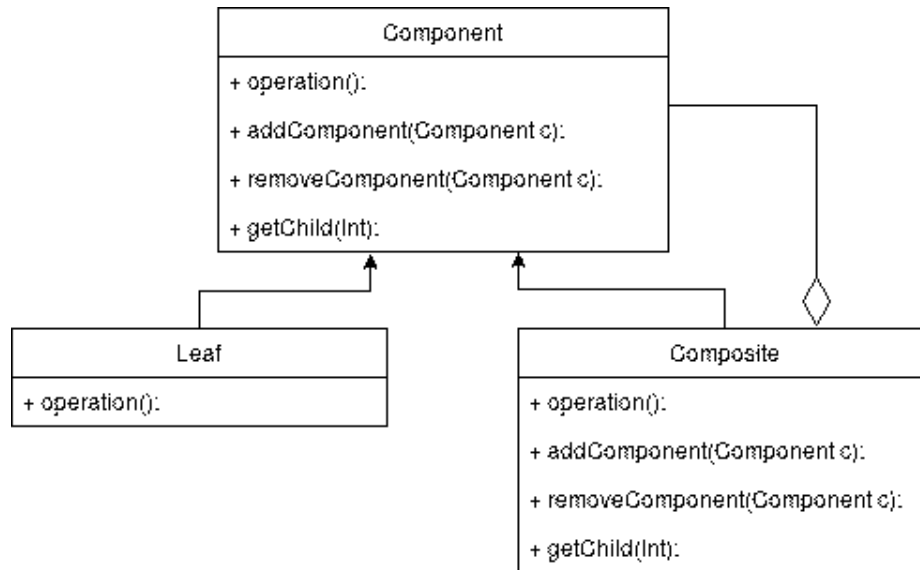 Component
+ operation():
+ addComponent(Component c):
+ removeComponent(Component c):
+ getChild(Int):
Leaf
+ operation():
Composite
+ operation():
+ addComponent(Component c):
+ removeComponent(Component c):
+ getChild(Int):